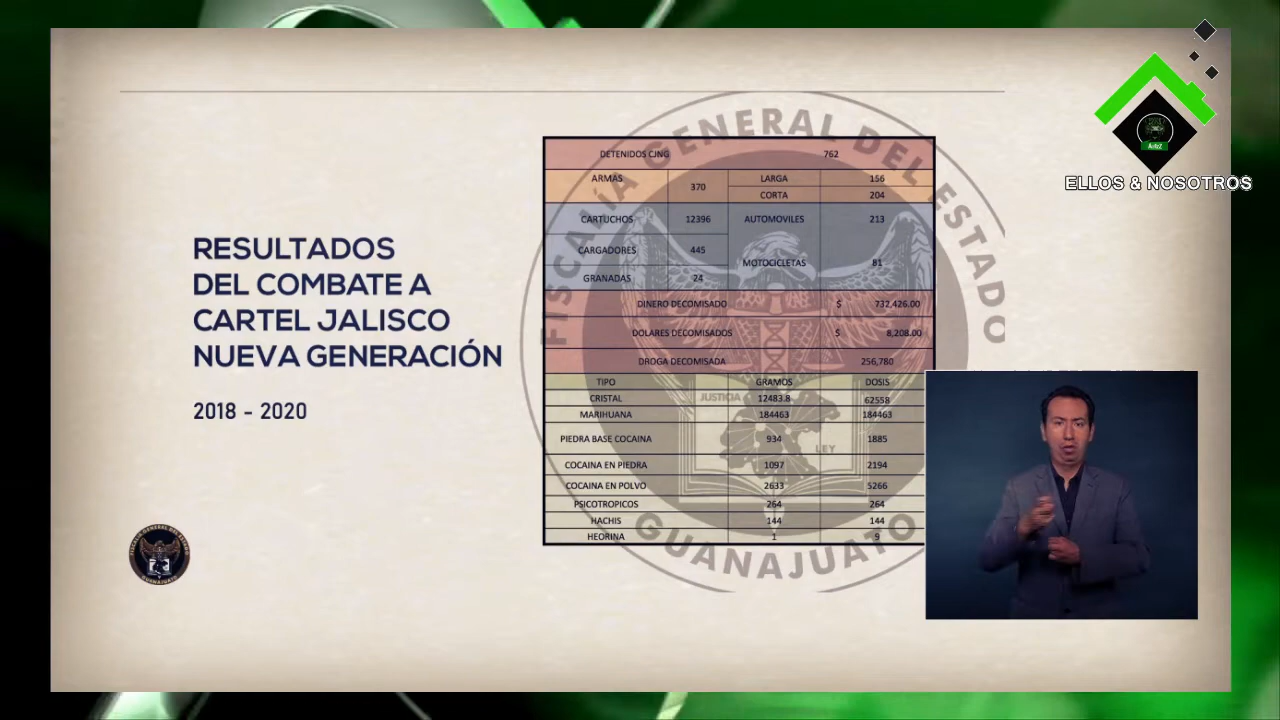 ELLOS & NOSOTROS
RESULTADOS
DEL COMBATE A
CARTEL JALISCO
NUEVA GENERACIÓN
2018 - 2020
FISCALÍA GENERAL DEL ESTADO
GUANAJUATO
JUSTICIA
LEY
DETENIDOS CJNG 762
ARMAS 370 LARGA 156
CORTA 204
CARTUCHOS 12396 AUTOMOVILES 213
CARGADORES 445 MOTOCICLETAS 81
GRANADAS 24
DINERO DECOMISADO $ 732,426.00
DOLARES DECOMISADOS $ 8,208.00
DROGA DECOMISADA 256,780
TIPO GRAMOS DOSIS
CRISTAL 12483.8 62558
MARIHUANA 184463 184463
PIEDRA BASE COCAINA 934 1885
COCAINA EN PIEDRA 1097 2194
COCAINA EN POLVO 2633 5266
PSICOTROPICOS 264 264
HACHIS 144 144
HEORINA 1 9